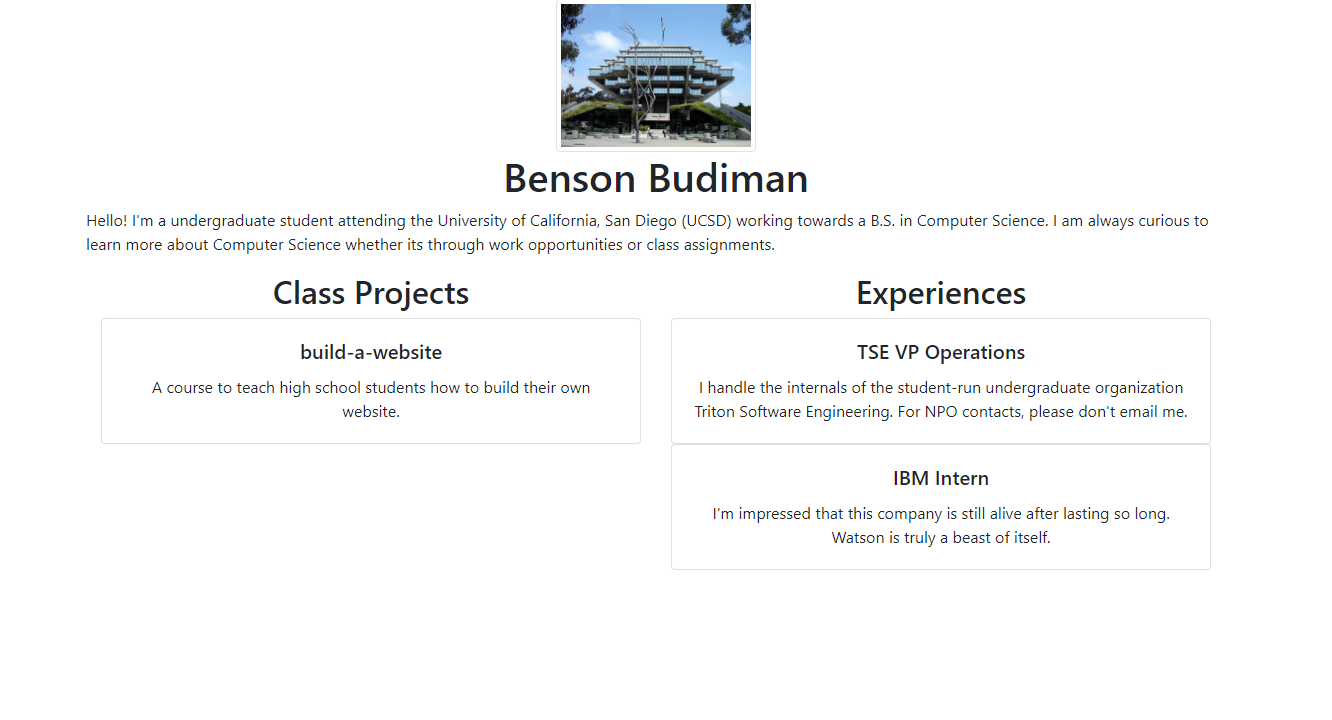 Benson Budiman
Hello! I'm a undergraduate student attending the University of California, San Diego (UCSD) working towards a B.S. in Computer Science. I am always curious to
learn more about Computer Science whether its through work opportunities or class assignments.
Class Projects
build-a-website
A course to teach high school students how to build their own
website.
Experiences
TSE VP Operations
I handle the internals of the student-run undergraduate organization
Triton Software Engineering. For NPO contacts, please don't email me.
IBM Intern
I'm impressed that this company is still alive after lasting so long.
Watson is truly a beast of itself.